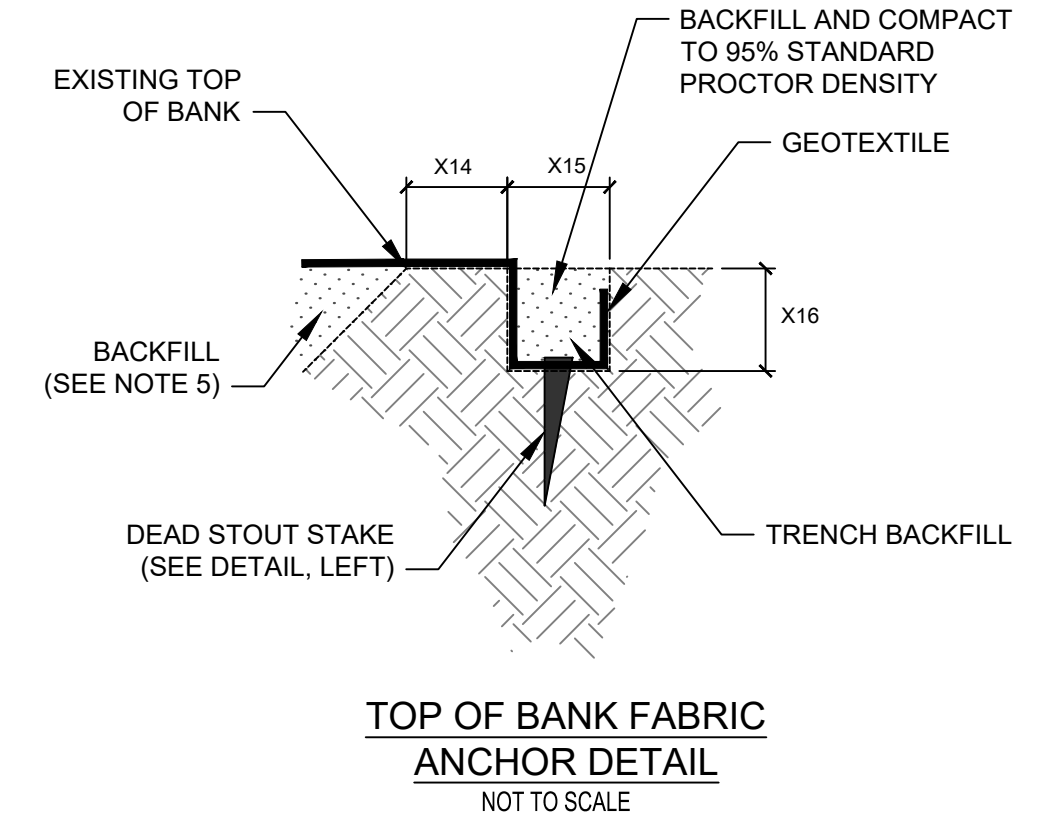 BACKFILL AND COMPACT
TO 95% STANDARD
PROCTOR DENSITY
EXISTING TOP
OF BANK
GEOTEXTILE
X14
X15
X16
BACKFILL
(SEE NOTE 5)
DEAD STOUT STAKE
(SEE DETAIL, LEFT)
TRENCH BACKFILL
TOP OF BANK FABRIC
ANCHOR DETAIL
NOT TO SCALE